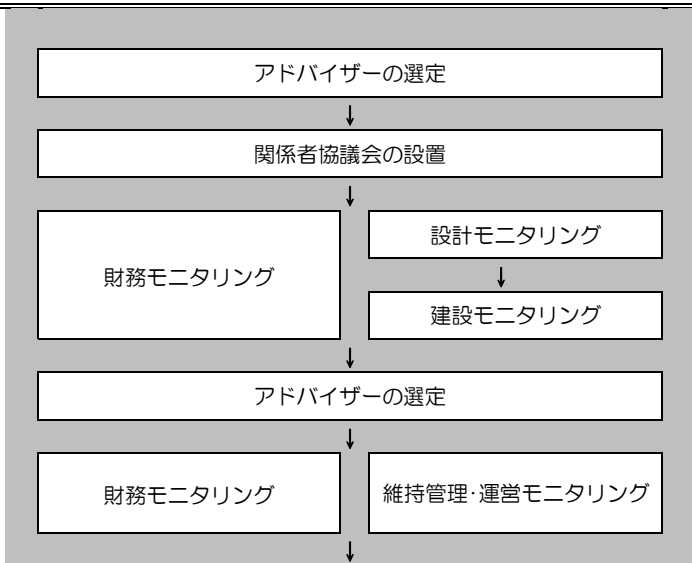 アドバイザーの選定
↓
関係者協議会の設置
↓
財務モニタリング
設計モニタリング
↓
建設モニタリング
↓
アドバイザーの選定
↓
財務モニタリング
維持管理･運営モニタリング
↓